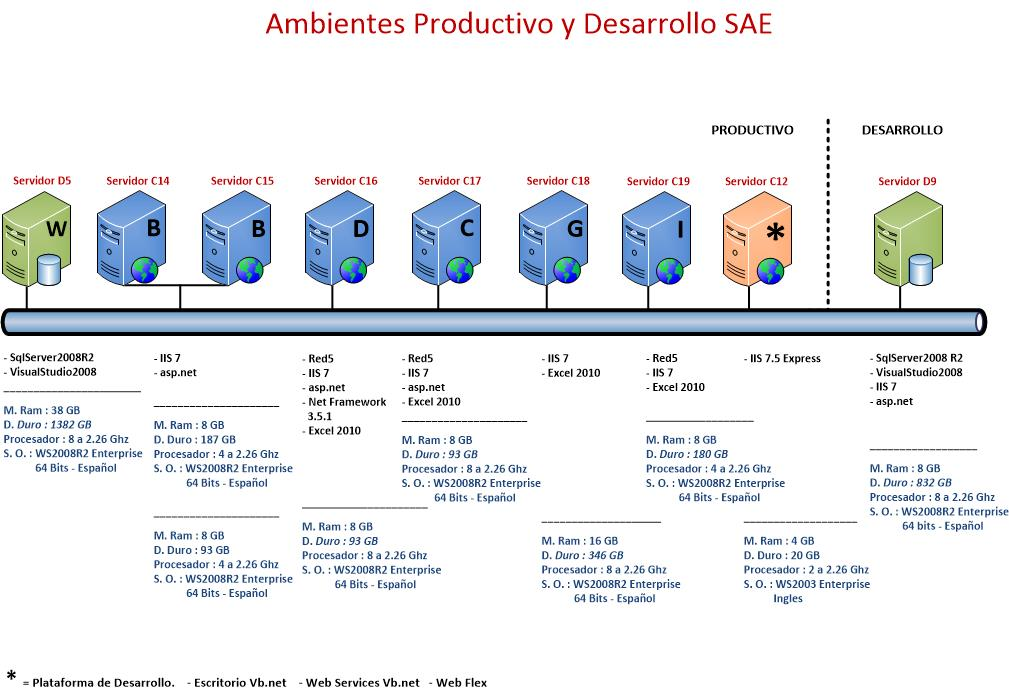 Ambientes Productivo y Desarrollo SAE
PRODUCTIVO
DESARROLLO
Servidor D5
Servidor C14
Servidor C15
Servidor C16
Servidor C17
Servidor C18
Servidor C19
Servidor C12
Servidor D9
W
B
B
D
C
G
I
*
- SqlServer2008R2
- VisualStudio2008
M. Ram : 38 GB
D. Duro : 1382 GB
Procesador : 8 a 2.26 Ghz
S. O. : WS2008R2 Enterprise
64 Bits - Español
- IIS 7
- asp.net
M. Ram : 8 GB
D. Duro : 187 GB
Procesador : 4 a 2.26 Ghz
S. O. : WS2008R2 Enterprise
64 Bits - Español
M. Ram : 8 GB
D. Duro : 93 GB
Procesador : 4 a 2.26 Ghz
S. O. : WS2008R2 Enterprise
64 Bits - Español
- Red5
- IIS 7
- asp.net
- Net Framework
3.5.1
- Excel 2010
M. Ram : 8 GB
D. Duro : 93 GB
Procesador : 8 a 2.26 Ghz
S. O. : WS2008R2 Enterprise
64 Bits - Español
- Red5
- IIS 7
- asp.net
- Excel 2010
M. Ram : 8 GB
D. Duro : 93 GB
Procesador : 8 a 2.26 Ghz
S. O. : WS2008R2 Enterprise
64 Bits - Español
- IIS 7
- Excel 2010
M. Ram : 16 GB
D. Duro : 346 GB
Procesador : 8 a 2.26 Ghz
S. O. : WS2008R2 Enterprise
64 Bits - Español
- Red5
- IIS 7
- Excel 2010
M. Ram : 8 GB
D. Duro : 180 GB
Procesador : 4 a 2.26 Ghz
S. O. : WS2008R2 Enterprise
64 Bits - Español
- IIS 7.5 Express
M. Ram : 4 GB
D. Duro : 20 GB
Procesador : 2 a 2.26 Ghz
S. O. : WS2003 Enterprise
Ingles
- SqlServer2008 R2
- VisualStudio2008
- IIS 7
- asp.net
M. Ram : 8 GB
D. Duro : 832 GB
Procesador : 8 a 2.26 Ghz
S. O. : WS2008R2 Enterprise
64 bits - Español
* = Plataforma de Desarrollo. - Escritorio Vb.net - Web Services Vb.net - Web Flex